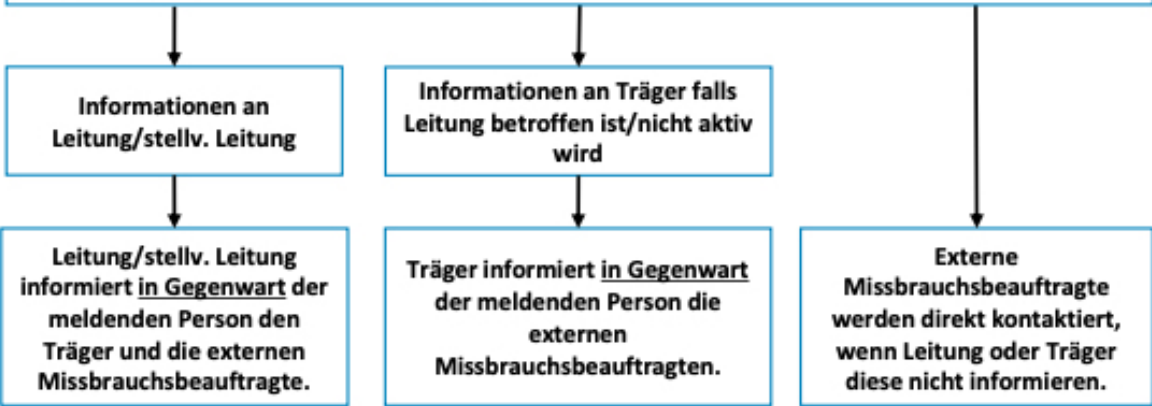 Informationen an
Leitung/stellv. Leitung
Informationen an Träger falls
Leitung betroffen ist/nicht aktiv
wird
Leitung/stellv. Leitung
informiert in Gegenwart der
meldenden Person den
Träger und die externen
Missbrauchsbeauftragte.
Träger informiert in Gegenwart
der meldenden Person die
externen
Missbrauchsbeauftragten.
Externe
Missbrauchsbeauftragte
werden direkt kontaktiert,
wenn Leitung oder Träger
diese nicht informieren.